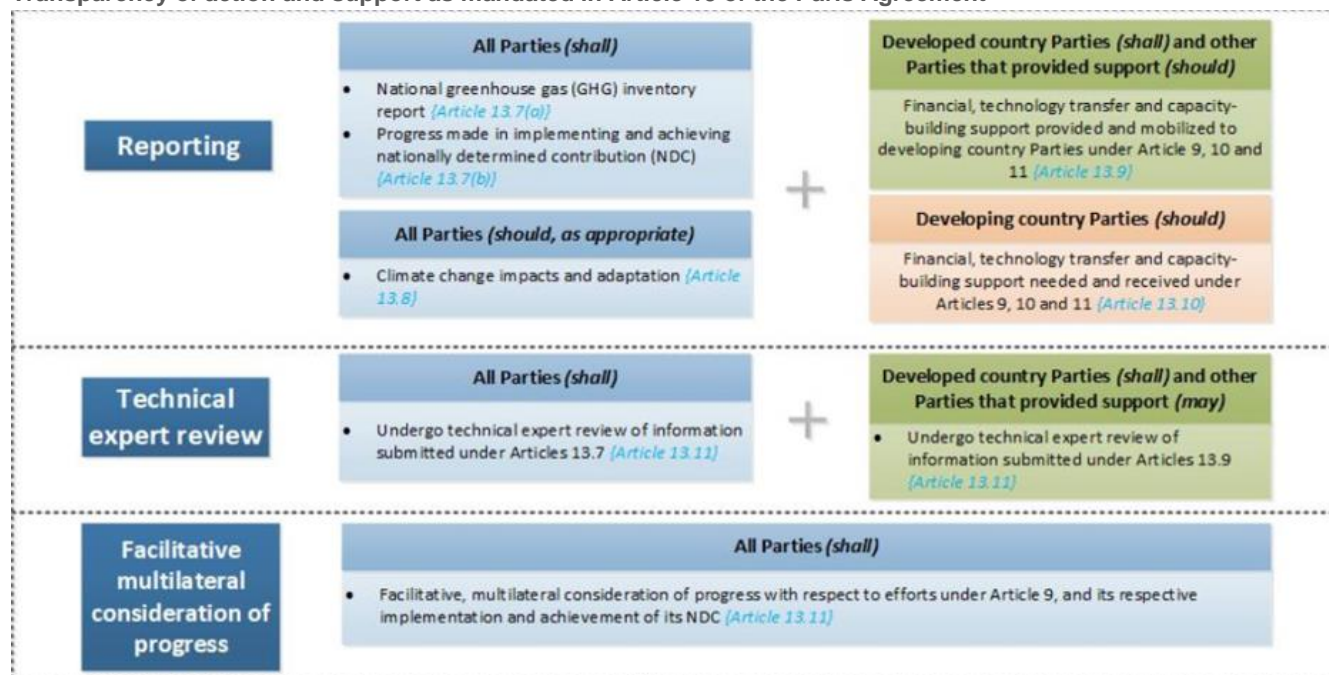 Transparency of action and support as mandated in Article 13 of the Paris Agreement
Reporting
All Parties (shall)
• National greenhouse gas (GHG) inventory
report {Article 13.7(a)}
• Progress made in implementing and achieving
nationally determined contribution (NDC)
{Article 13.7(b)}
All Parties (should, as appropriate)
• Climate change impacts and adaptation {Article
13.8}
+
Developed country Parties (shall) and other
Parties that provided support (should)
Financial, technology transfer and capacity-
building support provided and mobilized to
developing country Parties under Article 9, 10 and
11 {Article 13.9}
Developing country Parties (should)
Financial, technology transfer and capacity-
building support needed and received under
Articles 9, 10 and 11 {Article 13.10}
Technical
expert review
All Parties (shall)
• Undergo technical expert review of information
submitted under Articles 13.7 {Article 13.11}
+
Developed country Parties (shall) and other
Parties that provided support (may)
• Undergo technical expert review of
information submitted under Articles 13.9
{Article 13.11}
Facilitative
multilateral
consideration of
progress
All Parties (shall)
• Facilitative, multilateral consideration of progress with respect to efforts under Article 9, and its respective
implementation and achievement of its NDC {Article 13.11}